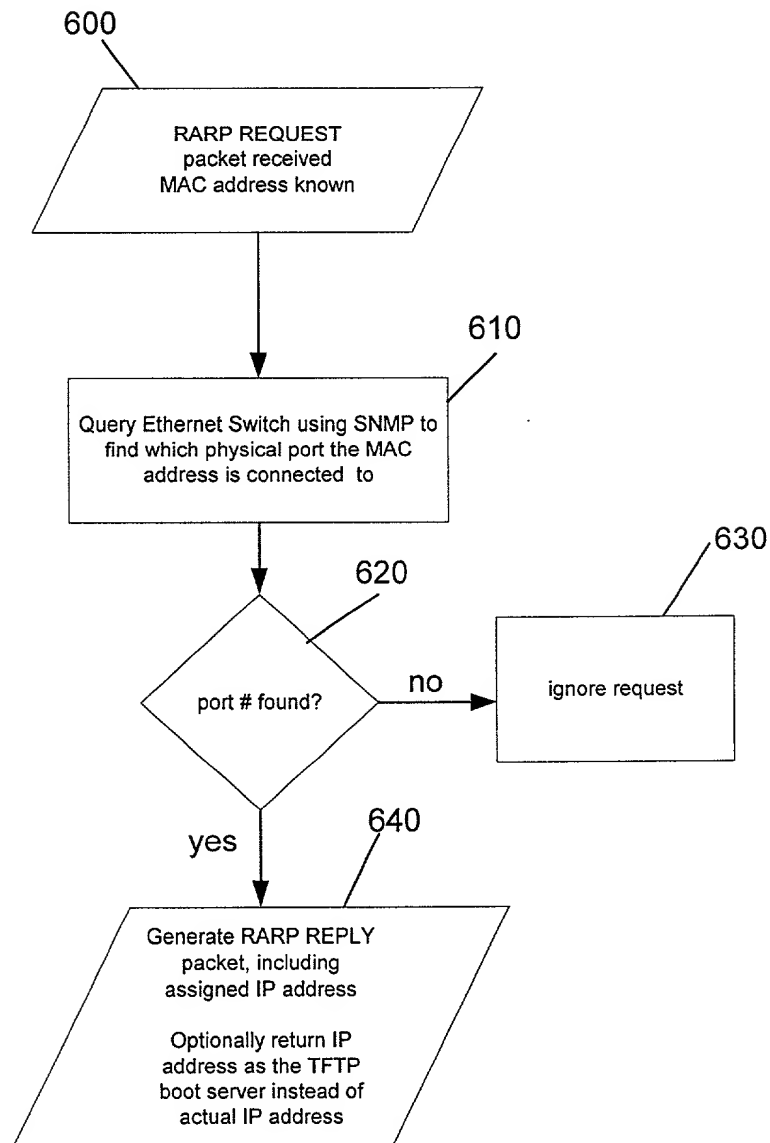 600
RARP REQUEST
packet received
MAC address known
610
Query Ethernet Switch using SNMP to
find which physical port the MAC
address is connected to
620
630
port # found?
no
ignore request
yes
640
Generate RARP REPLY
packet, including
assigned IP address
Optionally return IP
address as the TFTP
boot server instead of
actual IP address